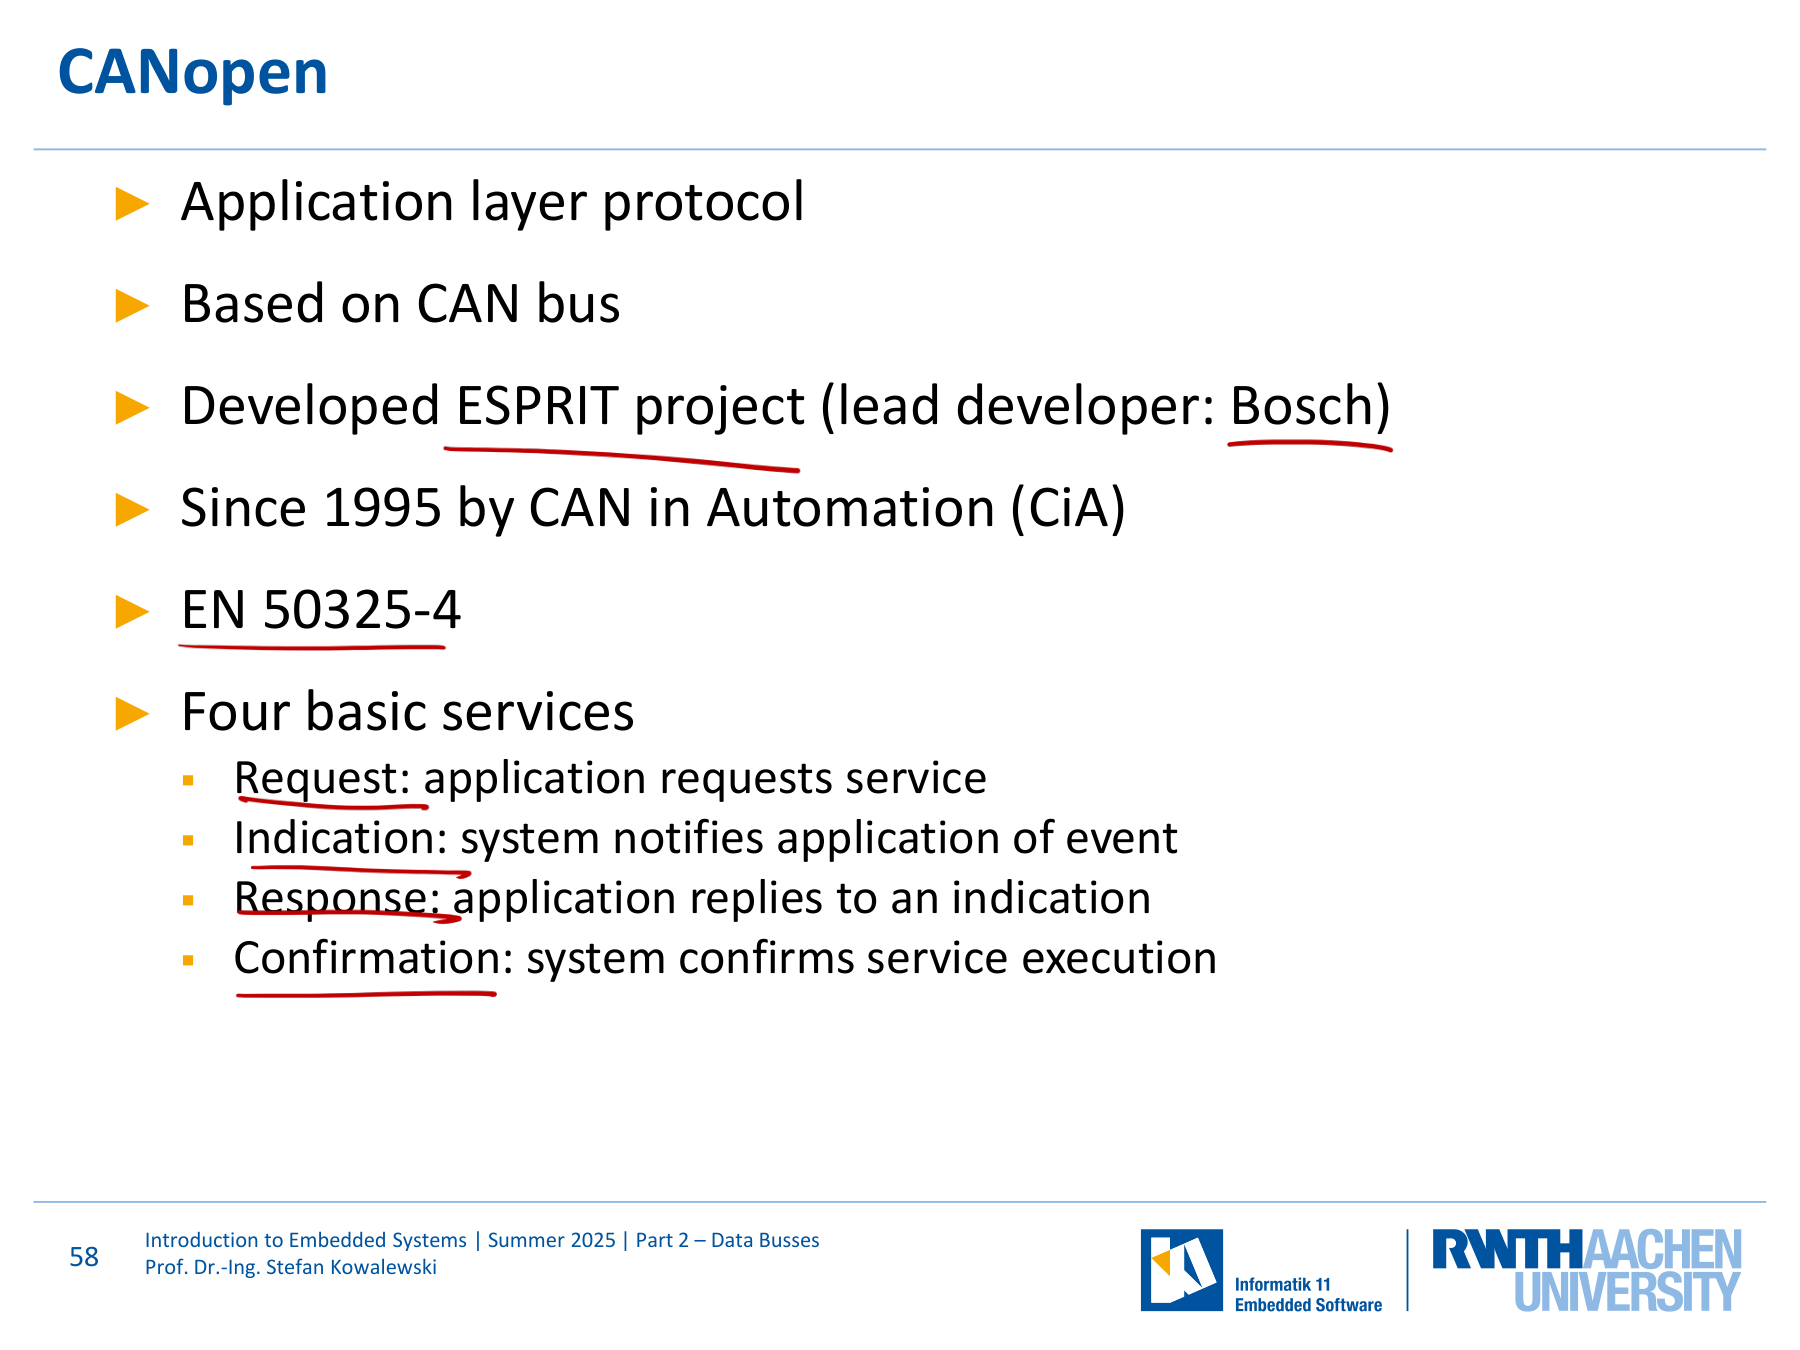 CANopen
► Application layer protocol
► Based on CAN bus
► Developed ESPRIT project (lead developer: Bosch)
► Since 1995 by CAN in Automation (CiA)
► EN 50325-4
► Four basic services
▪ Request: application requests service
▪ Indication: system notifies application of event
▪ Response: application replies to an indication
▪ Confirmation: system confirms service execution
58
Introduction to Embedded Systems | Summer 2025 | Part 2 – Data Busses
Prof. Dr.-Ing. Stefan Kowalewski
Informatik 11
Embedded Software
RWTHAACHEN
UNIVERSITY